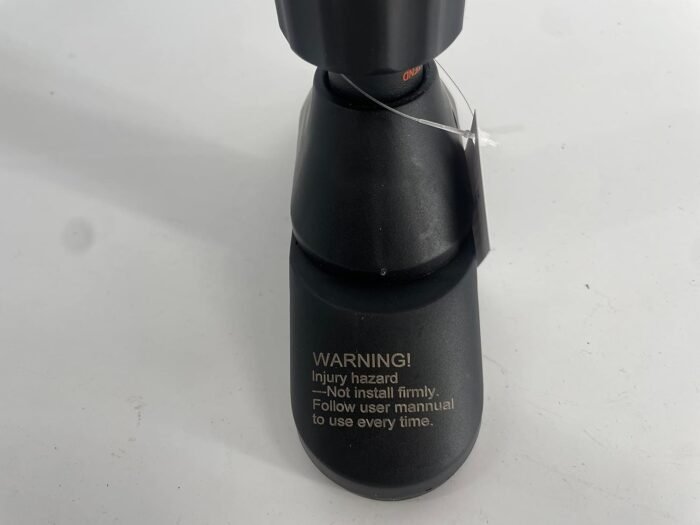 WARNING!
Injury hazard
—Not install firmly.
Follow user mannual
to use every time.